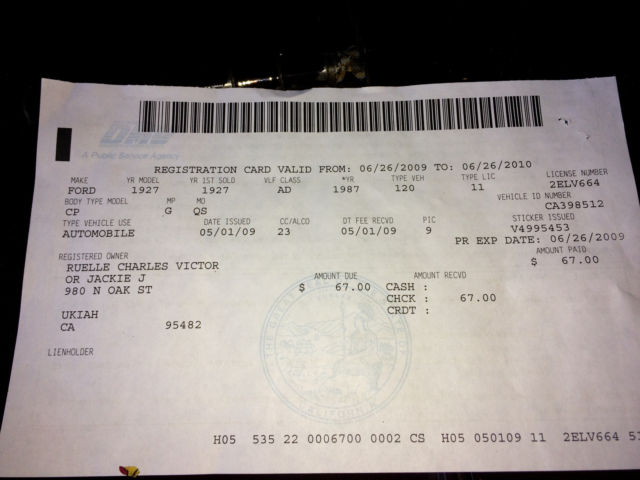 DMV
A Public Service Agency
REGISTRATION CARD VALID FROM: 06/26/2009 TO: 06/26/2010
MAKE YR MODEL YR 1ST SOLD VLF CLASS *YR TYPE VEH TYPE LIC LICENSE NUMBER
FORD 1927 1927 AD 1987 120 11 2ELV664
BODY TYPE MODEL MP MO VEHICLE ID NUMBER
CP G QS CA398512
TYPE VEHICLE USE DATE ISSUED CC/ALCO DT FEE RECVD PIC STICKER ISSUED
AUTOMOBILE 05/01/09 23 05/01/09 9 V4995453
PR EXP DATE: 06/26/2009
REGISTERED OWNER AMOUNT PAID
RUELLE CHARLES VICTOR $ 67.00
OR JACKIE J AMOUNT DUE AMOUNT RECVD
980 N OAK ST $ 67.00 CASH :
CHCK : 67.00
UKIAH CRDT :
CA 95482
LIENHOLDER
H05 535 22 0006700 0002 CS H05 050109 11 2ELV664